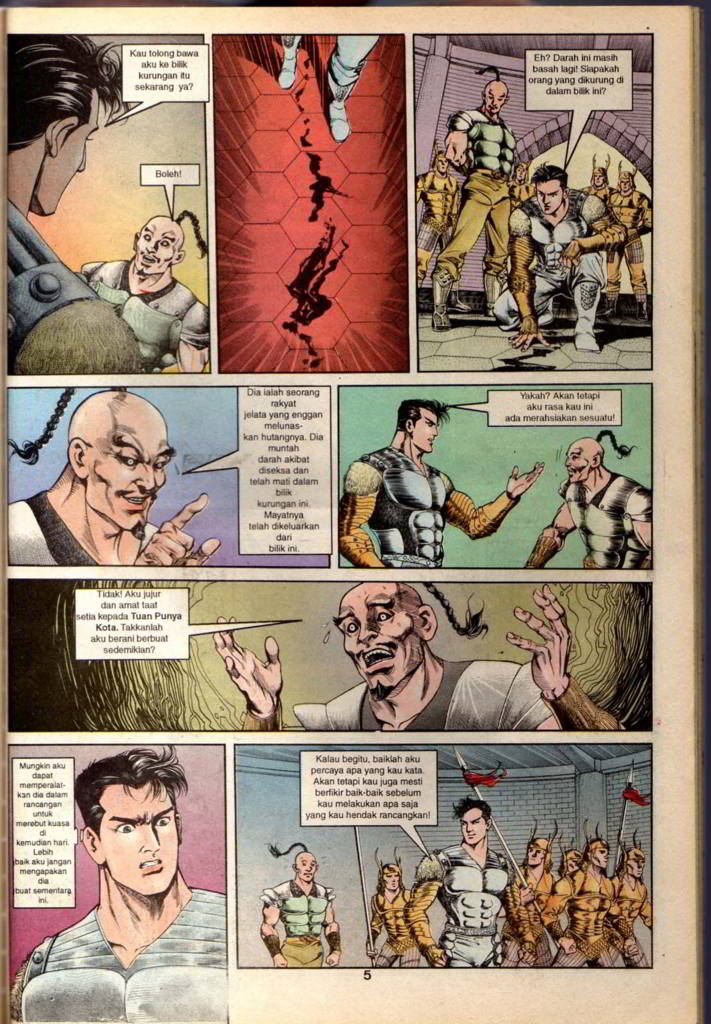 Kau tolong bawa
aku ke bilik
kurungan itu
sekarang ya?
Boleh!
Eh? Darah ini masih
basah lagi! Siapakah
orang yang dikurung di
dalam bilik ini?
Dia ialah seorang
rakyat
jelata yang enggan
melunas-
kan hutangnya. Dia
muntah
darah akibat
diseksa dan
telah mati dalam
bilik
kurungan ini.
Mayatnya
telah dikeluarkan
dari
bilik ini.
Yakah? Akan tetapi
aku rasa kau ini
ada merahsiakan sesuatu!
Tidak! Aku jujur
dan amat taat
setia kepada Tuan Punya
Kota. Takkanlah
aku berani berbuat
sedemikian?
Mungkin aku
dapat
memperalat-
kan dia dalam
rancangan
untuk
merebut kuasa
di
kemudian hari.
Lebih
baik aku jangan
mengapakan
dia
buat sementara
ini.
Kalau begitu, baiklah aku
percaya apa yang kau kata.
Akan tetapi kau juga mesti
berfikir baik-baik sebelum
kau melakukan apa saja
yang kau hendak rancangkan!
5